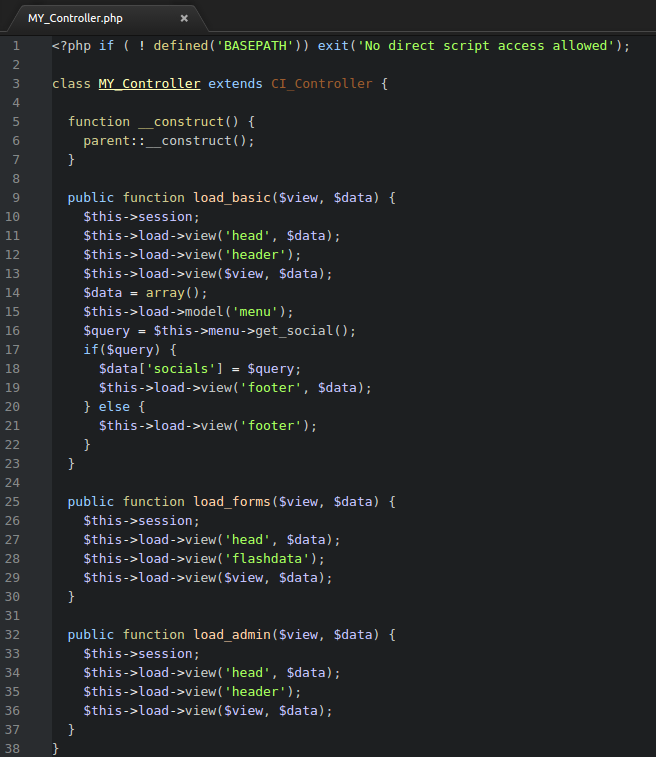 MY_Controller.php ×
1 <?php if ( ! defined('BASEPATH')) exit('No direct script access allowed');
2
3 class MY_Controller extends CI_Controller {
4
5   function __construct() {
6     parent::__construct();
7   }
8
9   public function load_basic($view, $data) {
10     $this->session;
11     $this->load->view('head', $data);
12     $this->load->view('header');
13     $this->load->view($view, $data);
14     $data = array();
15     $this->load->model('menu');
16     $query = $this->menu->get_social();
17     if($query) {
18       $data['socials'] = $query;
19       $this->load->view('footer', $data);
20     } else {
21       $this->load->view('footer');
22     }
23   }
24
25   public function load_forms($view, $data) {
26     $this->session;
27     $this->load->view('head', $data);
28     $this->load->view('flashdata');
29     $this->load->view($view, $data);
30   }
31
32   public function load_admin($view, $data) {
33     $this->session;
34     $this->load->view('head', $data);
35     $this->load->view('header');
36     $this->load->view($view, $data);
37   }
38 }